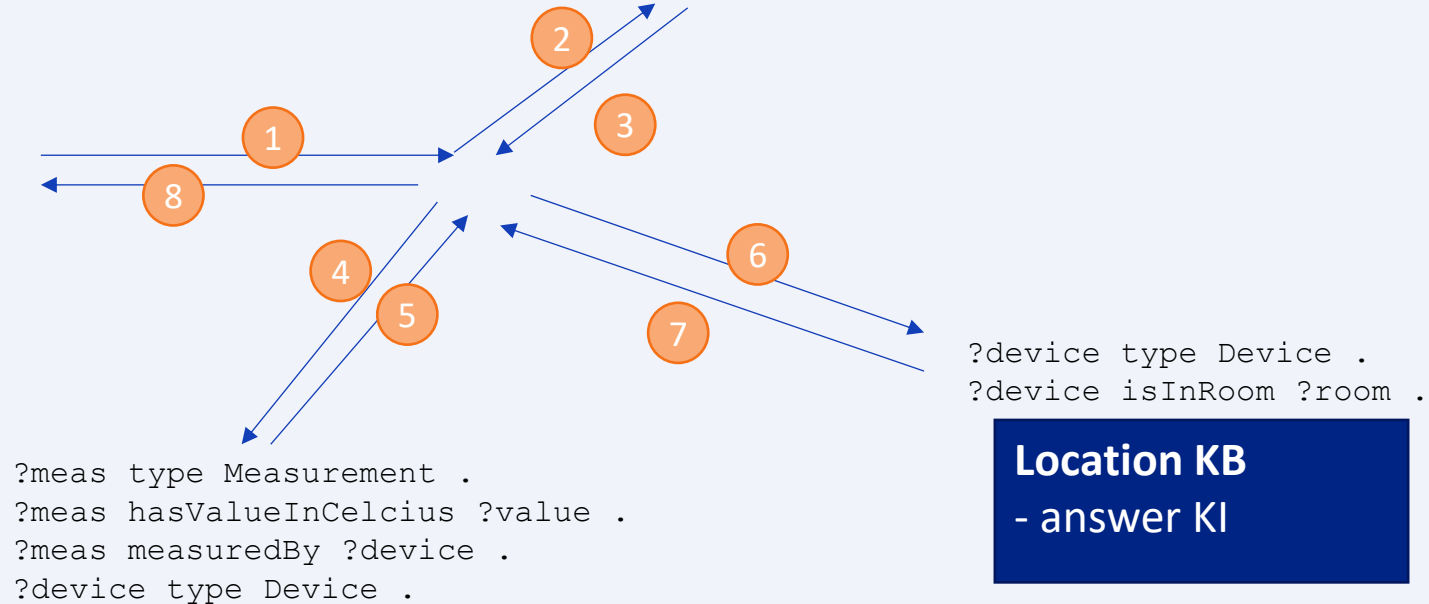 2
3
1
8
4
5
6
7
?device type Device .
?device isInRoom ?room .
Location KB
- answer KI
?meas type Measurement .
?meas hasValueInCelcius ?value .
?meas measuredBy ?device .
?device type Device .